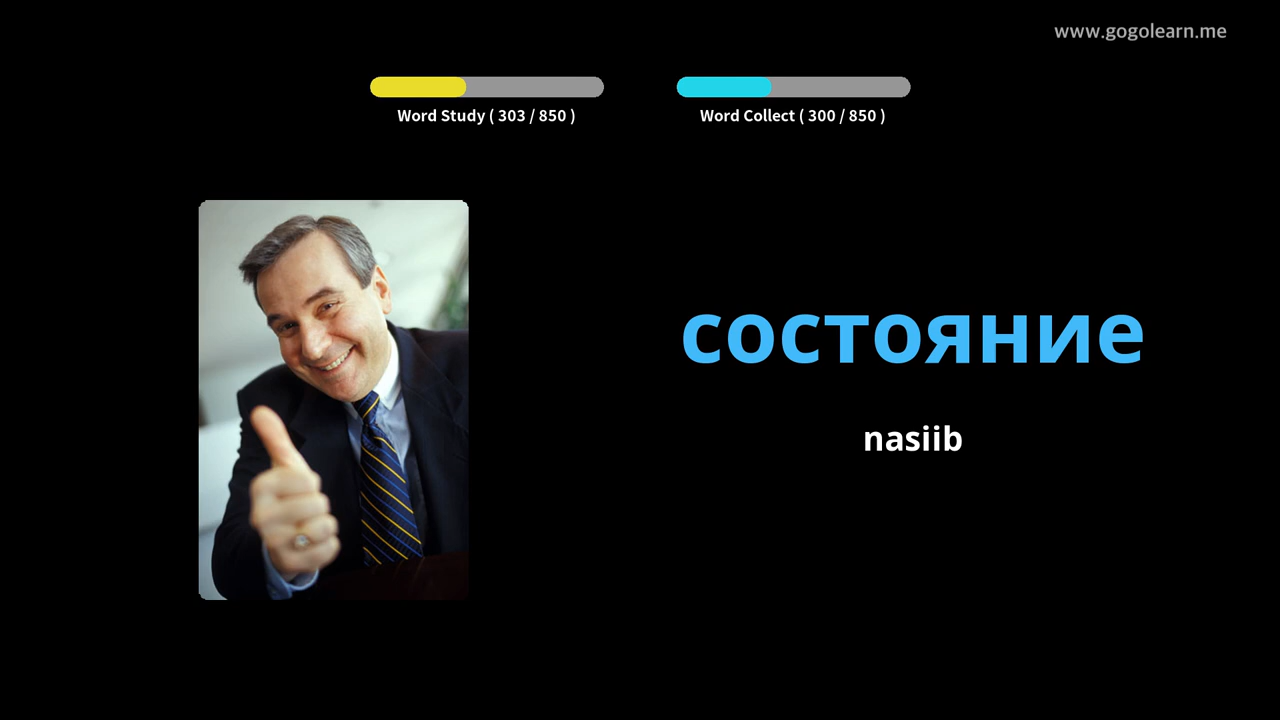 www.gogolearn.me
Word Study ( 303 / 850 )
Word Collect ( 300 / 850 )
состояние
nasiib